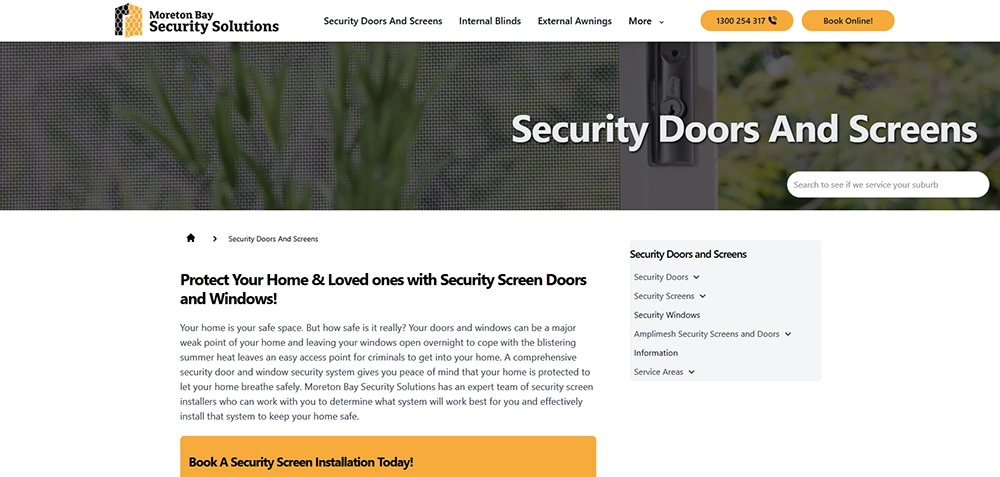 Moreton Bay
Security Solutions
Security Doors And Screens Internal Blinds External Awnings More
1300 254 317
Book Online!
Security Doors And Screens
Search to see if we service your suburb
Security Doors And Screens
Protect Your Home & Loved ones with Security Screen Doors
and Windows!
Your home is your safe space. But how safe is it really? Your doors and windows can be a major
weak point of your home and leaving your windows open overnight to cope with the blistering
summer heat leaves an easy access point for criminals to get into your home. A comprehensive
security door and window security system gives you peace of mind that your home is protected to
let your home breathe safely. Moreton Bay Security Solutions has an expert team of security screen
installers who can work with you to determine what system will work best for you and effectively
install that system to keep your home safe.
Book A Security Screen Installation Today!
Security Doors and Screens
Security Doors
Security Screens
Security Windows
Amplimesh Security Screens and Doors
Information
Service Areas